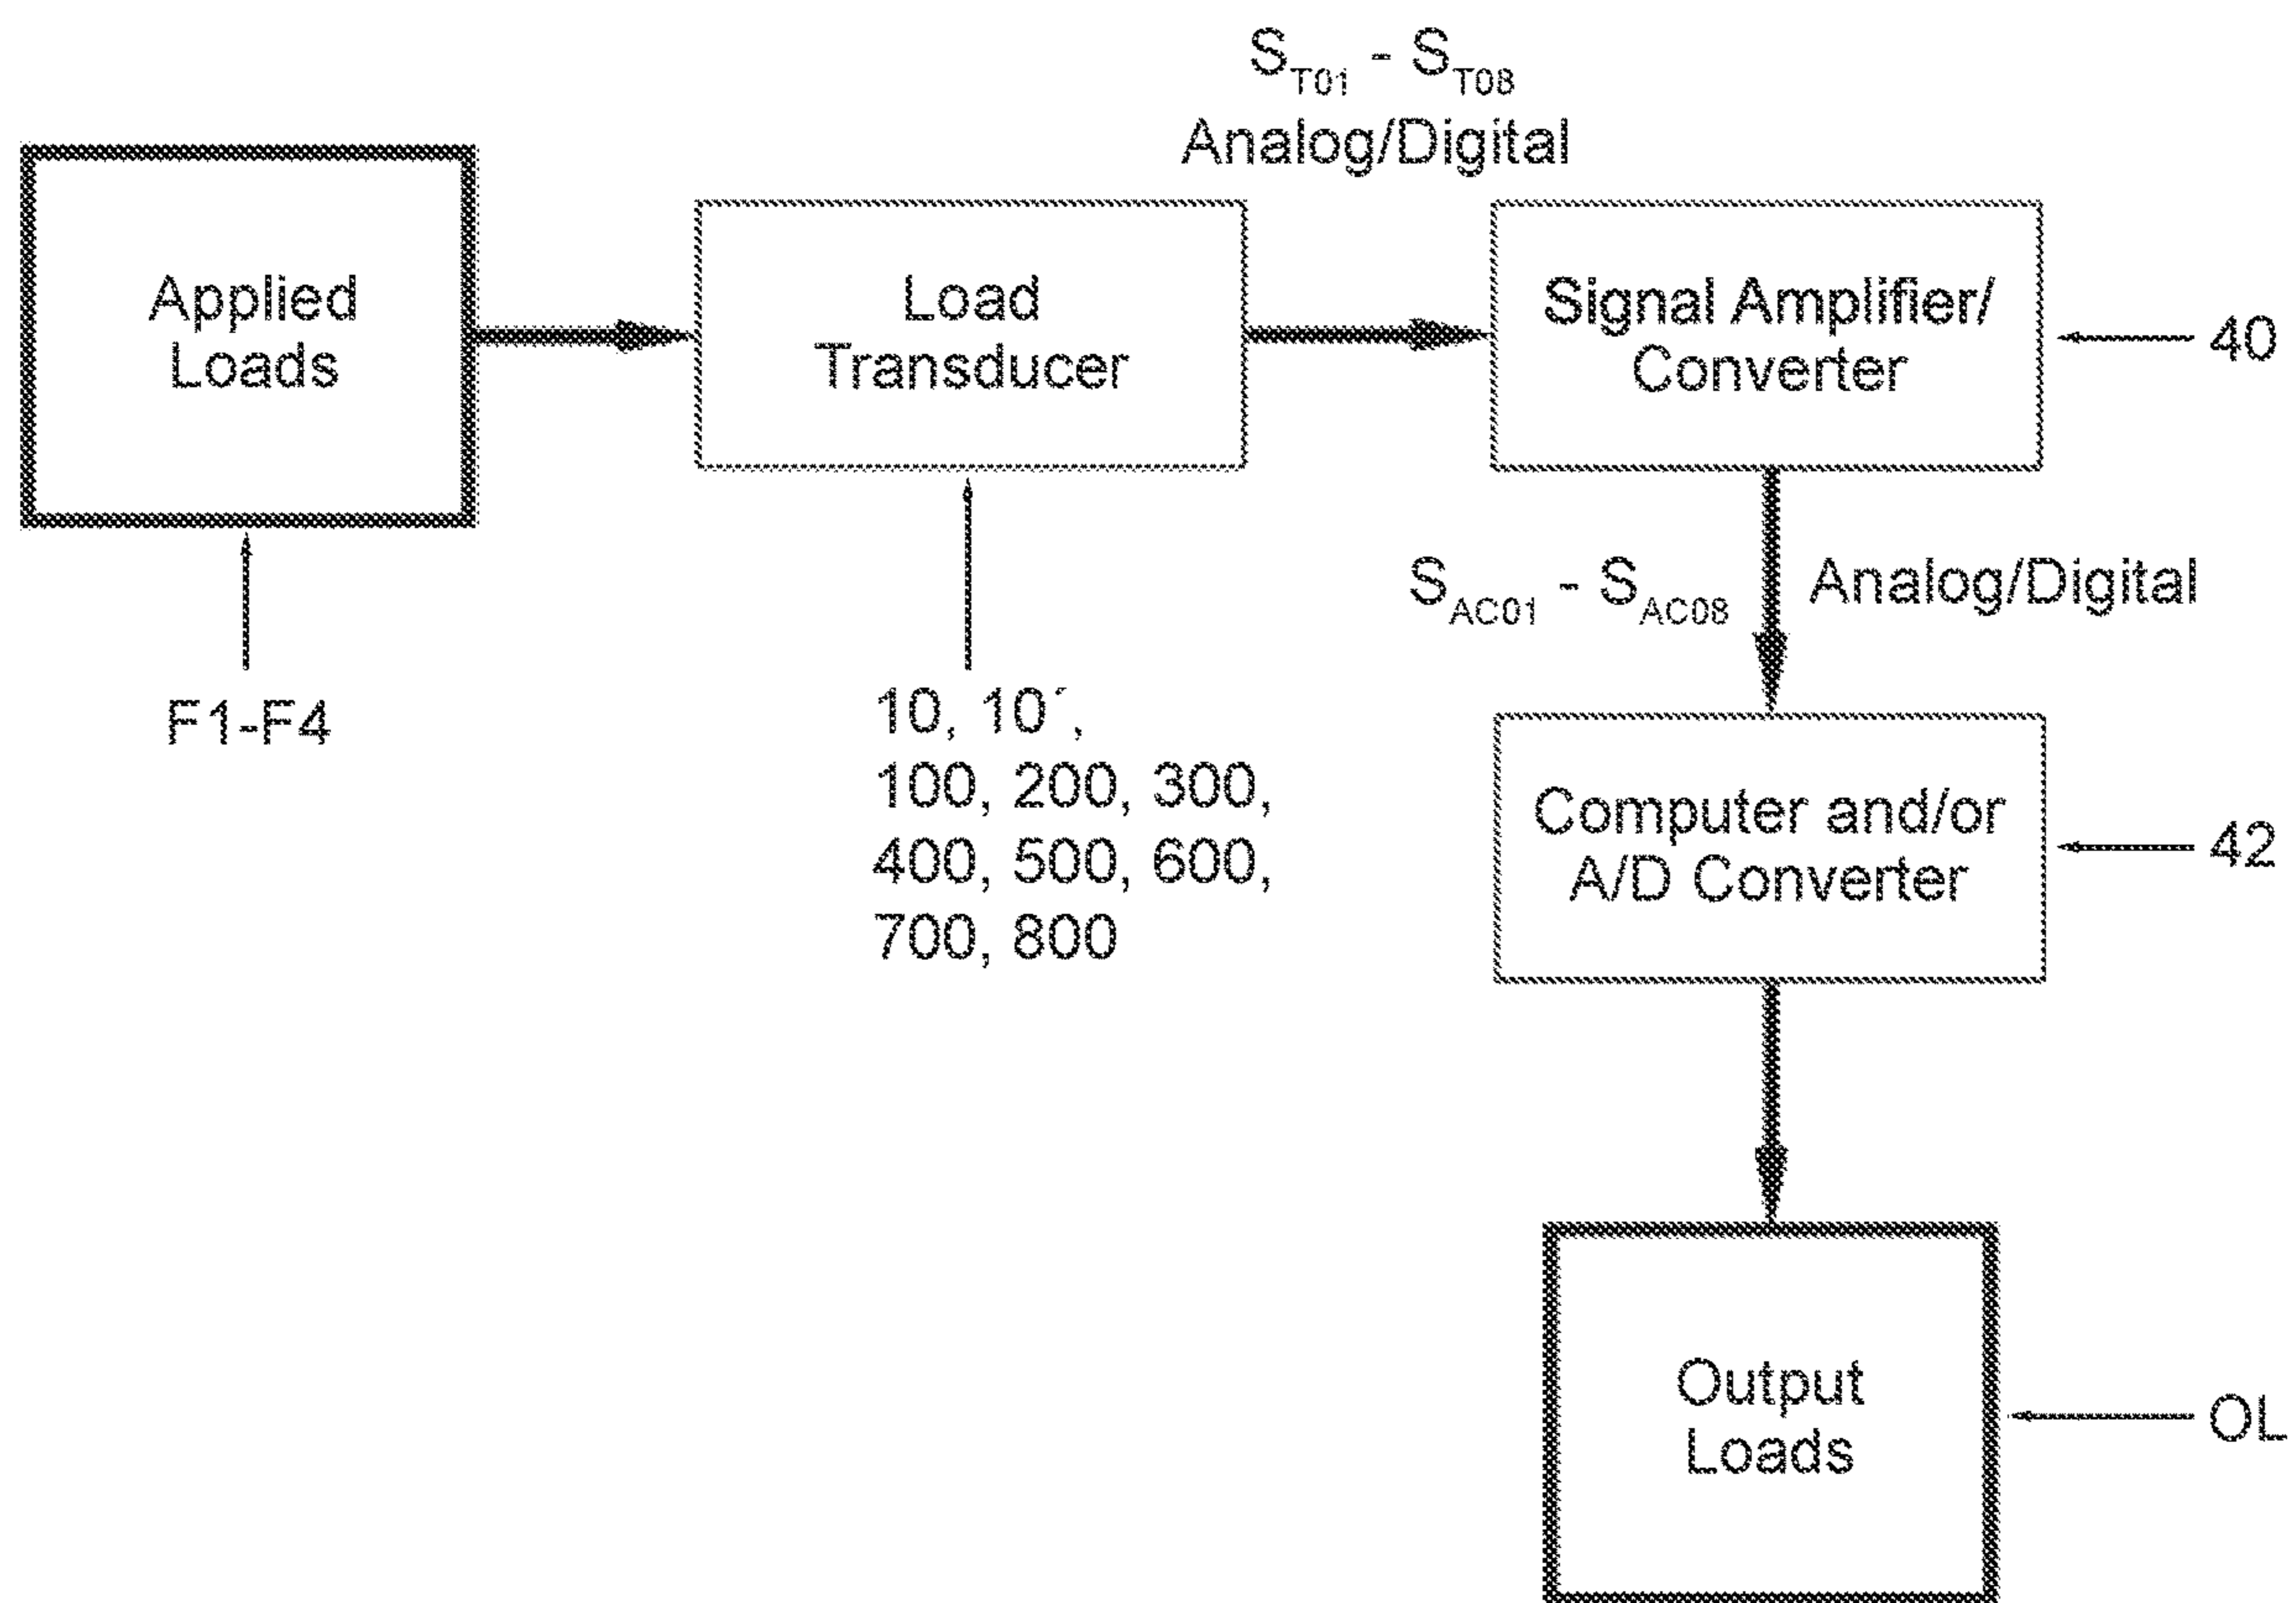 S_T01 - S_T08
Analog/Digital
Applied
Loads
Load
Transducer
Signal Amplifier/
Converter
40
F1-F4
10, 10´,
100, 200, 300,
400, 500, 600,
700, 800
S_AC01 - S_AC08
Analog/Digital
Computer and/or
A/D Converter
42
Output
Loads
OL